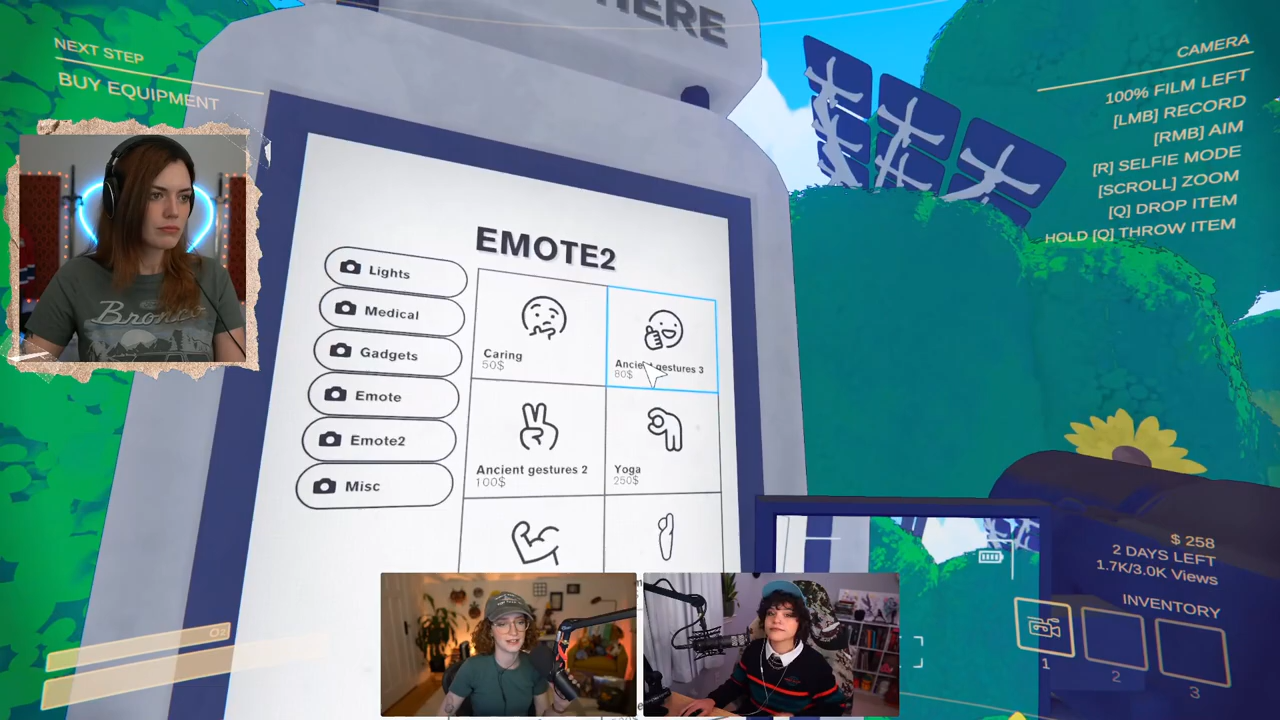 HERE
NEXT STEP
BUY EQUIPMENT
CAMERA
100% FILM LEFT
[LMB] RECORD
[RMB] AIM
[R] SELFIE MODE
[SCROLL] ZOOM
[Q] DROP ITEM
HOLD [Q] THROW ITEM
Bronco
EMOTE2
Lights
Medical
Gadgets
Emote
Emote2
Misc
Caring
50$
Ancient gestures 3
80$
Ancient gestures 2
100$
Yoga
250$
$ 258
2 DAYS LEFT
1.7K/3.0K Views
INVENTORY
1
2
3